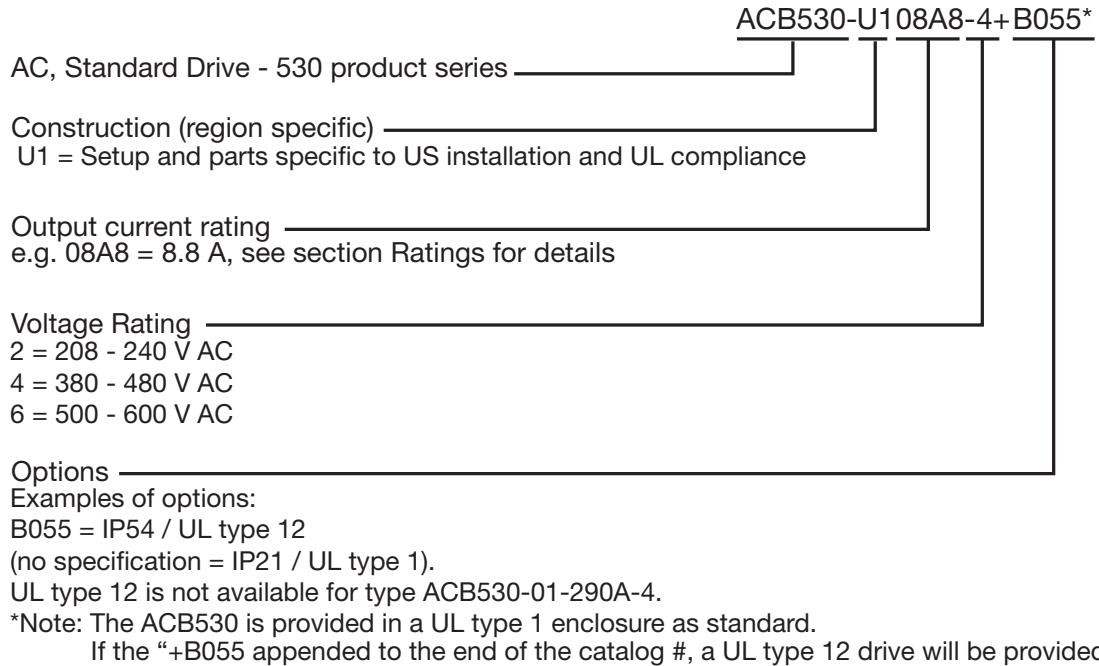 ACB530-U108A8-4+B055*
AC, Standard Drive - 530 product series
Construction (region specific)
U1 = Setup and parts specific to US installation and UL compliance
Output current rating
e.g. 08A8 = 8.8 A, see section Ratings for details
Voltage Rating
2 = 208 - 240 V AC
4 = 380 - 480 V AC
6 = 500 - 600 V AC
Options
Examples of options:
B055 = IP54 / UL type 12
(no specification = IP21 / UL type 1).
UL type 12 is not available for type ACB530-01-290A-4.
*Note: The ACB530 is provided in a UL type 1 enclosure as standard.
If the “+B055 appended to the end of the catalog #, a UL type 12 drive will be provided